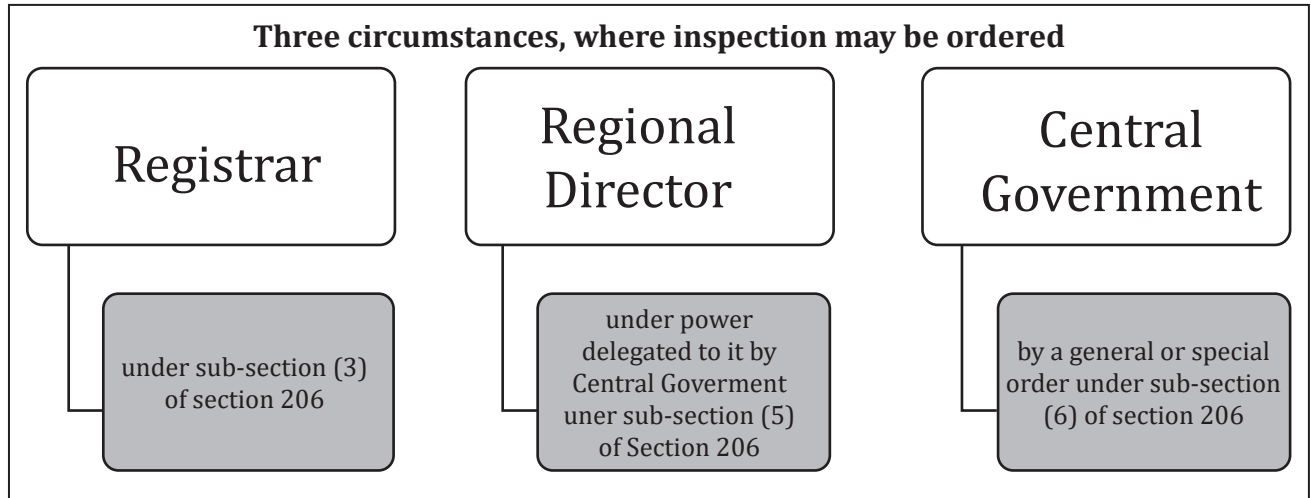 Three circumstances, where inspection may be ordered
Registrar
under sub-section (3)
of section 206
Regional
Director
under power
delegated to it by
Central Goverment
uner sub-section (5)
of Section 206
Central
Government
by a general or special
order under sub-section
(6) of section 206